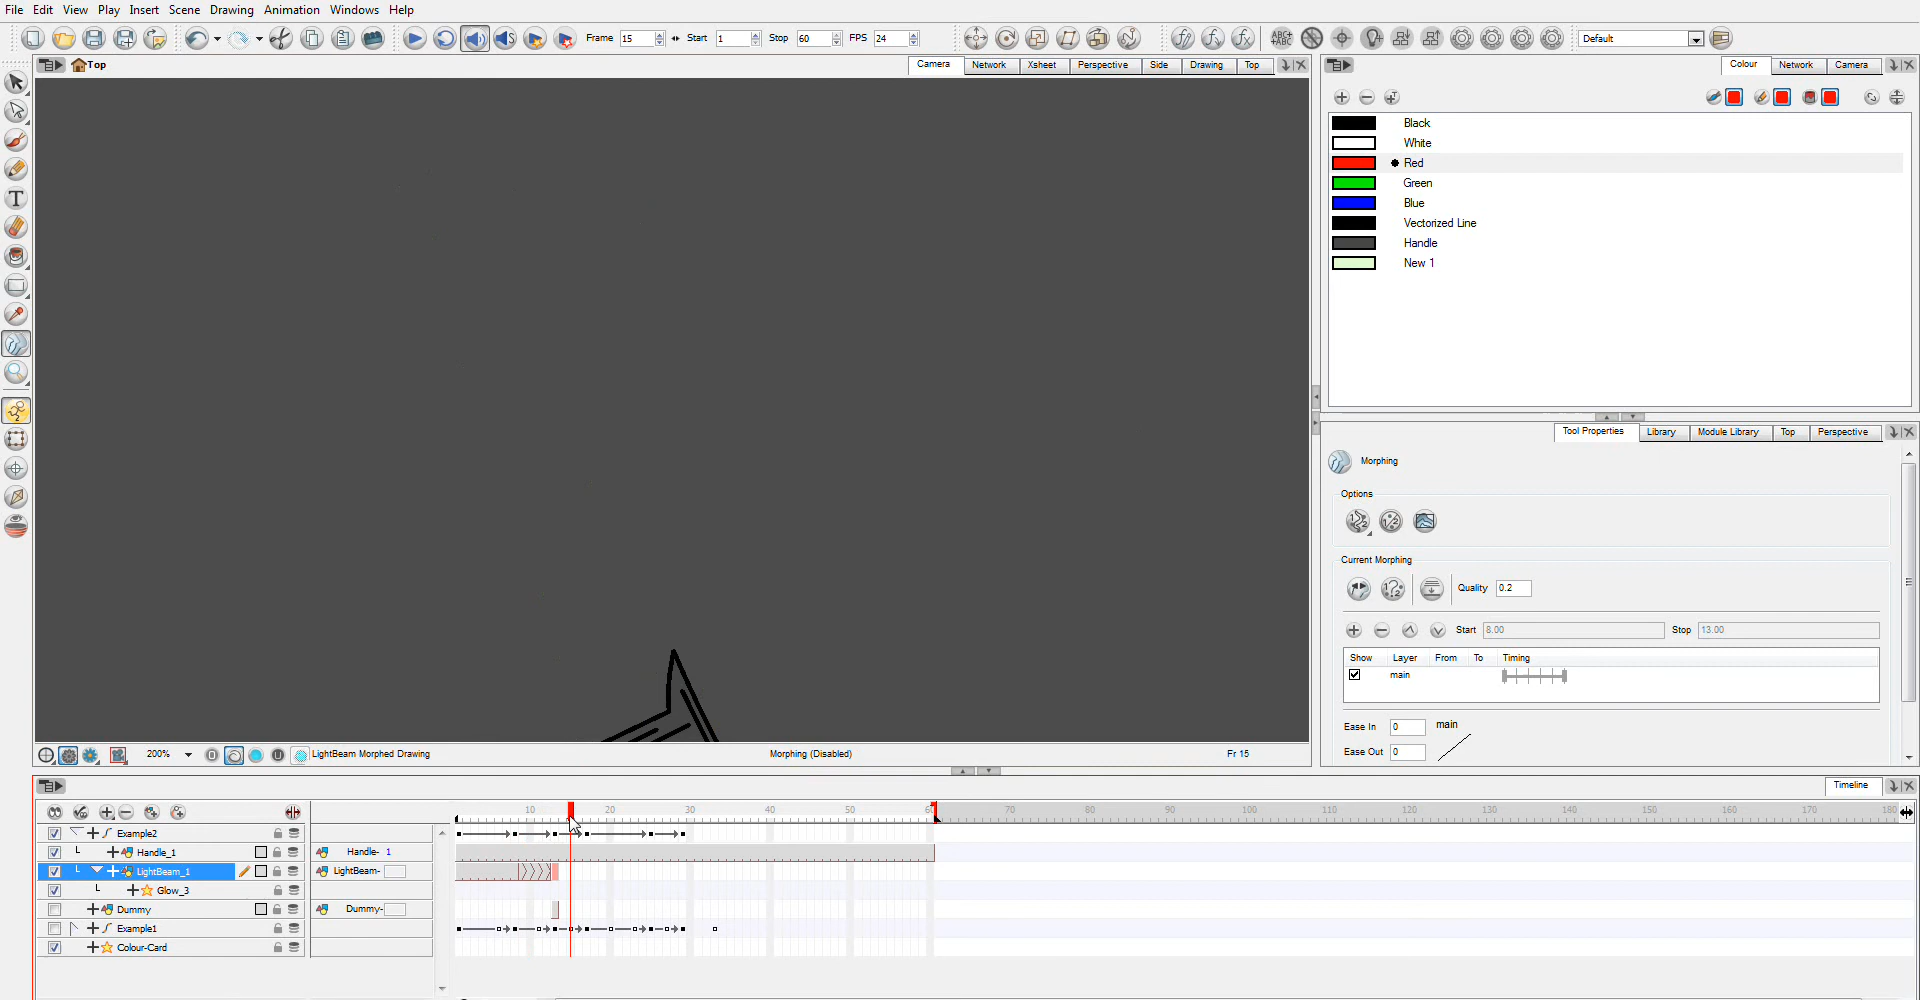 File Edit View Play Insert Scene Drawing Animation Windows Help
Frame 15 Start 1 Stop 60 FPS 24 Default
Top Camera Network Xsheet Perspective Side Drawing Top
Colour Network Camera
Black
White
Red
Green
Blue
Vectorized Line
Handle
New 1
Tool Properties Library Module Library Top Perspective
Morphing
Options
Current Morphing
Quality 0.2
Start 8.00 Stop 13.00
Show Layer From To Timing
main
Ease In 0 main
Ease Out 0
200% LightBeam Morphed Drawing Morphing (Disabled) Fr 15
Timeline
10 20 30 40 50 60 70 80 90 100 110 120 130 140 150 160 170 180
Example2
Handle_1 Handle- 1
LightBeam_1 LightBeam-
Glow_3
Dummy Dummy-
Example1
Colour-Card